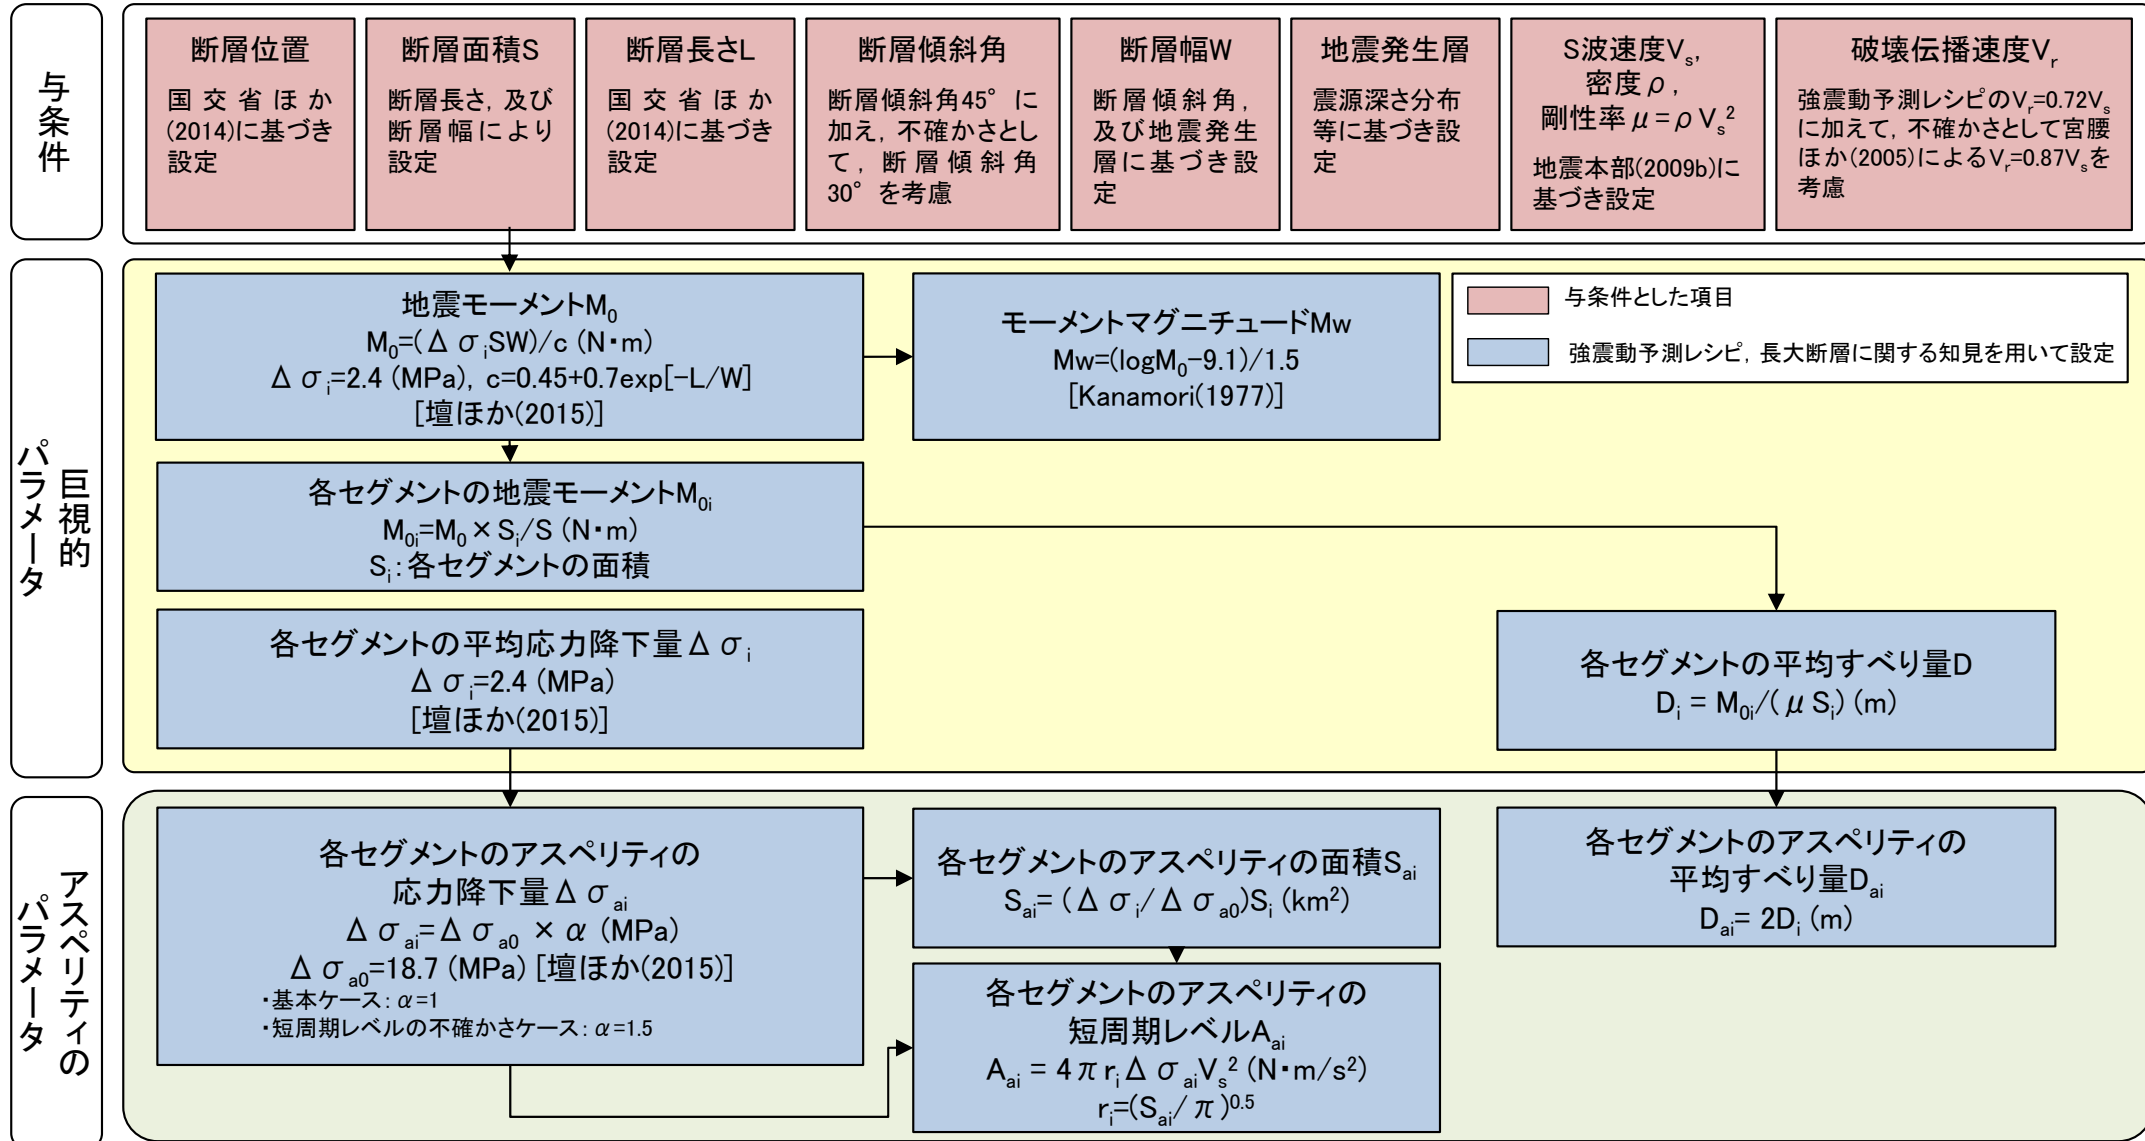 与条件
断層位置
国交省ほか
(2014)に基づき
設定
断層面積S
断層長さ，及び
断層幅により
設定
断層長さL
国交省ほか
(2014)に基づき
設定
断層傾斜角
断層傾斜角45°に
加え，不確かさとし
て，断層傾斜角
30°を考慮
断層幅W
断層傾斜角，
及び地震発生
層に基づき設
定
地震発生層
震源深さ分布
等に基づき設
定
S波速度Vs，
密度ρ，
剛性率μ=ρVs²
地震本部(2009b)に
基づき設定
破壊伝播速度Vr
強震動予測レシピのVr=0.72Vs
に加えて，不確かさとして宮腰
ほか(2005)によるVr=0.87Vsを
考慮
巨視的
パラメータ
地震モーメントM₀
M₀=(ΔσᵢSW)/c (N・m)
Δσᵢ=2.4 (MPa)，c=0.45+0.7exp[-L/W]
[壇ほか(2015)]
モーメントマグニチュードMw
Mw=(logM₀-9.1)/1.5
[Kanamori(1977)]
与条件とした項目
強震動予測レシピ，長大断層に関する知見を用いて設定
各セグメントの地震モーメントM₀ᵢ
M₀ᵢ=M₀×Sᵢ/S (N・m)
Sᵢ：各セグメントの面積
各セグメントの平均応力降下量Δσᵢ
Δσᵢ=2.4 (MPa)
[壇ほか(2015)]
各セグメントの平均すべり量D
Dᵢ = M₀ᵢ/(μSᵢ) (m)
アスペリティの
パラメータ
各セグメントのアスペリティの
応力降下量Δσai
Δσai=Δσa0 × α (MPa)
Δσa0=18.7 (MPa) [壇ほか(2015)]
・基本ケース：α=1
・短周期レベルの不確かさケース：α=1.5
各セグメントのアスペリティの面積Sai
Sai= (Δσᵢ/Δσa0)Sᵢ (km²)
各セグメントのアスペリティの
短周期レベルAai
Aai = 4πrᵢΔσaiVs² (N・m/s²)
rᵢ=(Sai/π)^0.5
各セグメントのアスペリティの
平均すべり量Dai
Dai= 2Dᵢ (m)